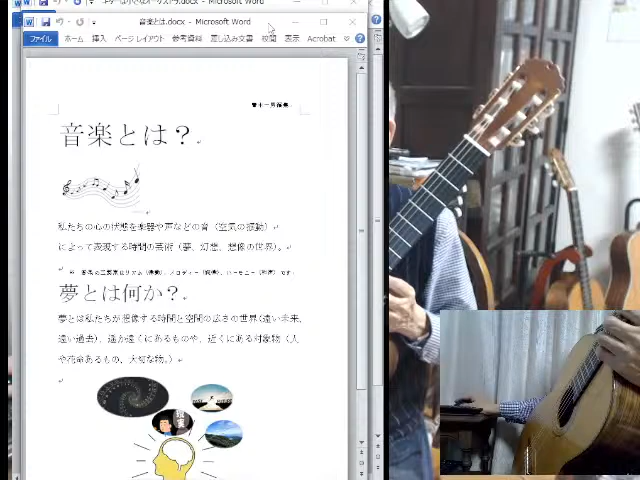 音楽とは.docx - Microsoft Word
ファイル ホーム 挿入 ページ レイアウト 参考資料 差し込み文書 校閲 表示 Acrobat
音楽とは？
私たちの心の状態を楽器や声などの音（空気の振動）
によって表現する時間の芸術（夢、幻想、想像の世界）。
夢とは何か？
夢とは私たちが想像する時間と空間の広さの世界（遠い未来、
遠い過去）、遥か遠くにあるものや、近くにある対象物（人
や花命あるもの、大切な物。）